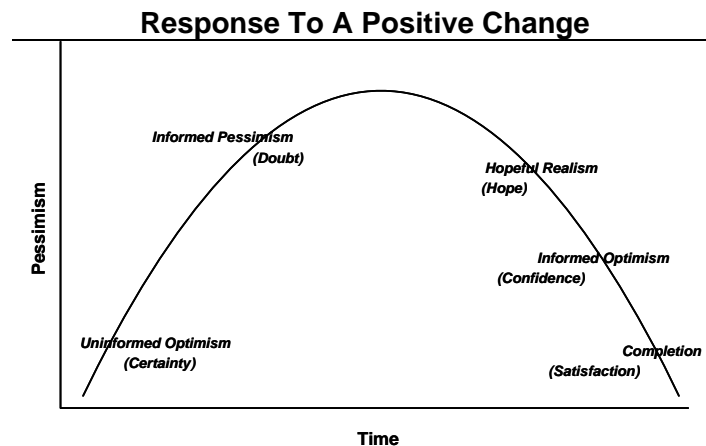 Response To A Positive Change
Informed Pessimism
(Doubt)
Hopeful Realism
(Hope)
Pessimism
Informed Optimism
(Confidence)
Uninformed Optimism
(Certainty)
Completion
(Satisfaction)
Time